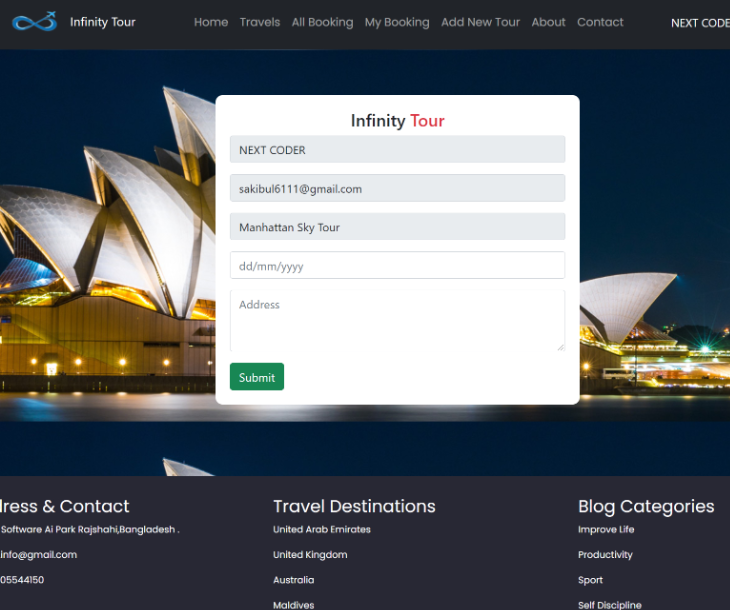 Infinity Tour
Home Travels All Booking My Booking Add New Tour About Contact
NEXT CODE
Infinity Tour
NEXT CODER
sakibul6111@gmail.com
Manhattan Sky Tour
dd/mm/yyyy
Address
Submit
dress & Contact
Software Ai Park Rajshahi,Bangladesh .
info@gmail.com
05544150
Travel Destinations
United Arab Emirates
United Kingdom
Australia
Maldives
Blog Categories
Improve Life
Productivity
Sport
Self Discipline